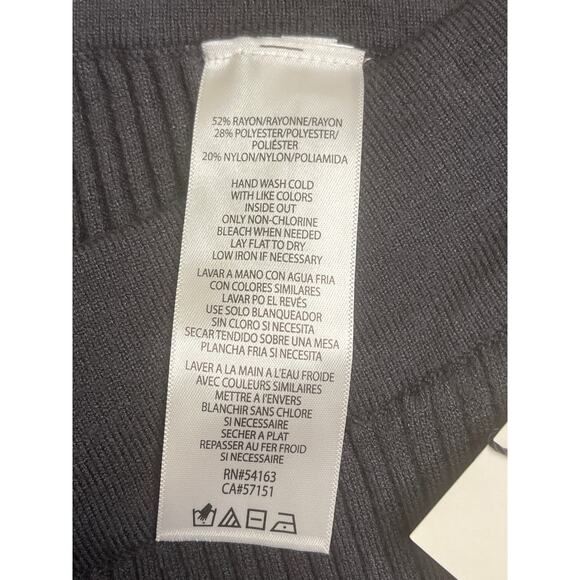 52% RAYON/RAYONNE/RAYON
28% POLYESTER/POLYESTER/
POLIÉSTER
20% NYLON/NYLON/POLIAMIDA
HAND WASH COLD
WITH LIKE COLORS
INSIDE OUT
ONLY NON-CHLORINE
BLEACH WHEN NEEDED
LAY FLAT TO DRY
LOW IRON IF NECESSARY
LAVAR A MANO CON AGUA FRIA
CON COLORES SIMILARES
LAVAR PO EL REVÉS
USE SOLO BLANQUEADOR
SIN CLORO SI NECESITA
SECAR TENDIDO SOBRE UNA MESA
PLANCHA FRIA SI NECESITA
LAVER A LA MAIN A L'EAU FROIDE
AVEC COULEURS SIMILAIRES
METTRE A l'ENVERS
BLANCHIR SANS CHLORE
SI NECESSAIRE
SECHER A PLAT
REPASSER AU FER FROID
SI NECESSAIRE
RN#54163
CA#57151